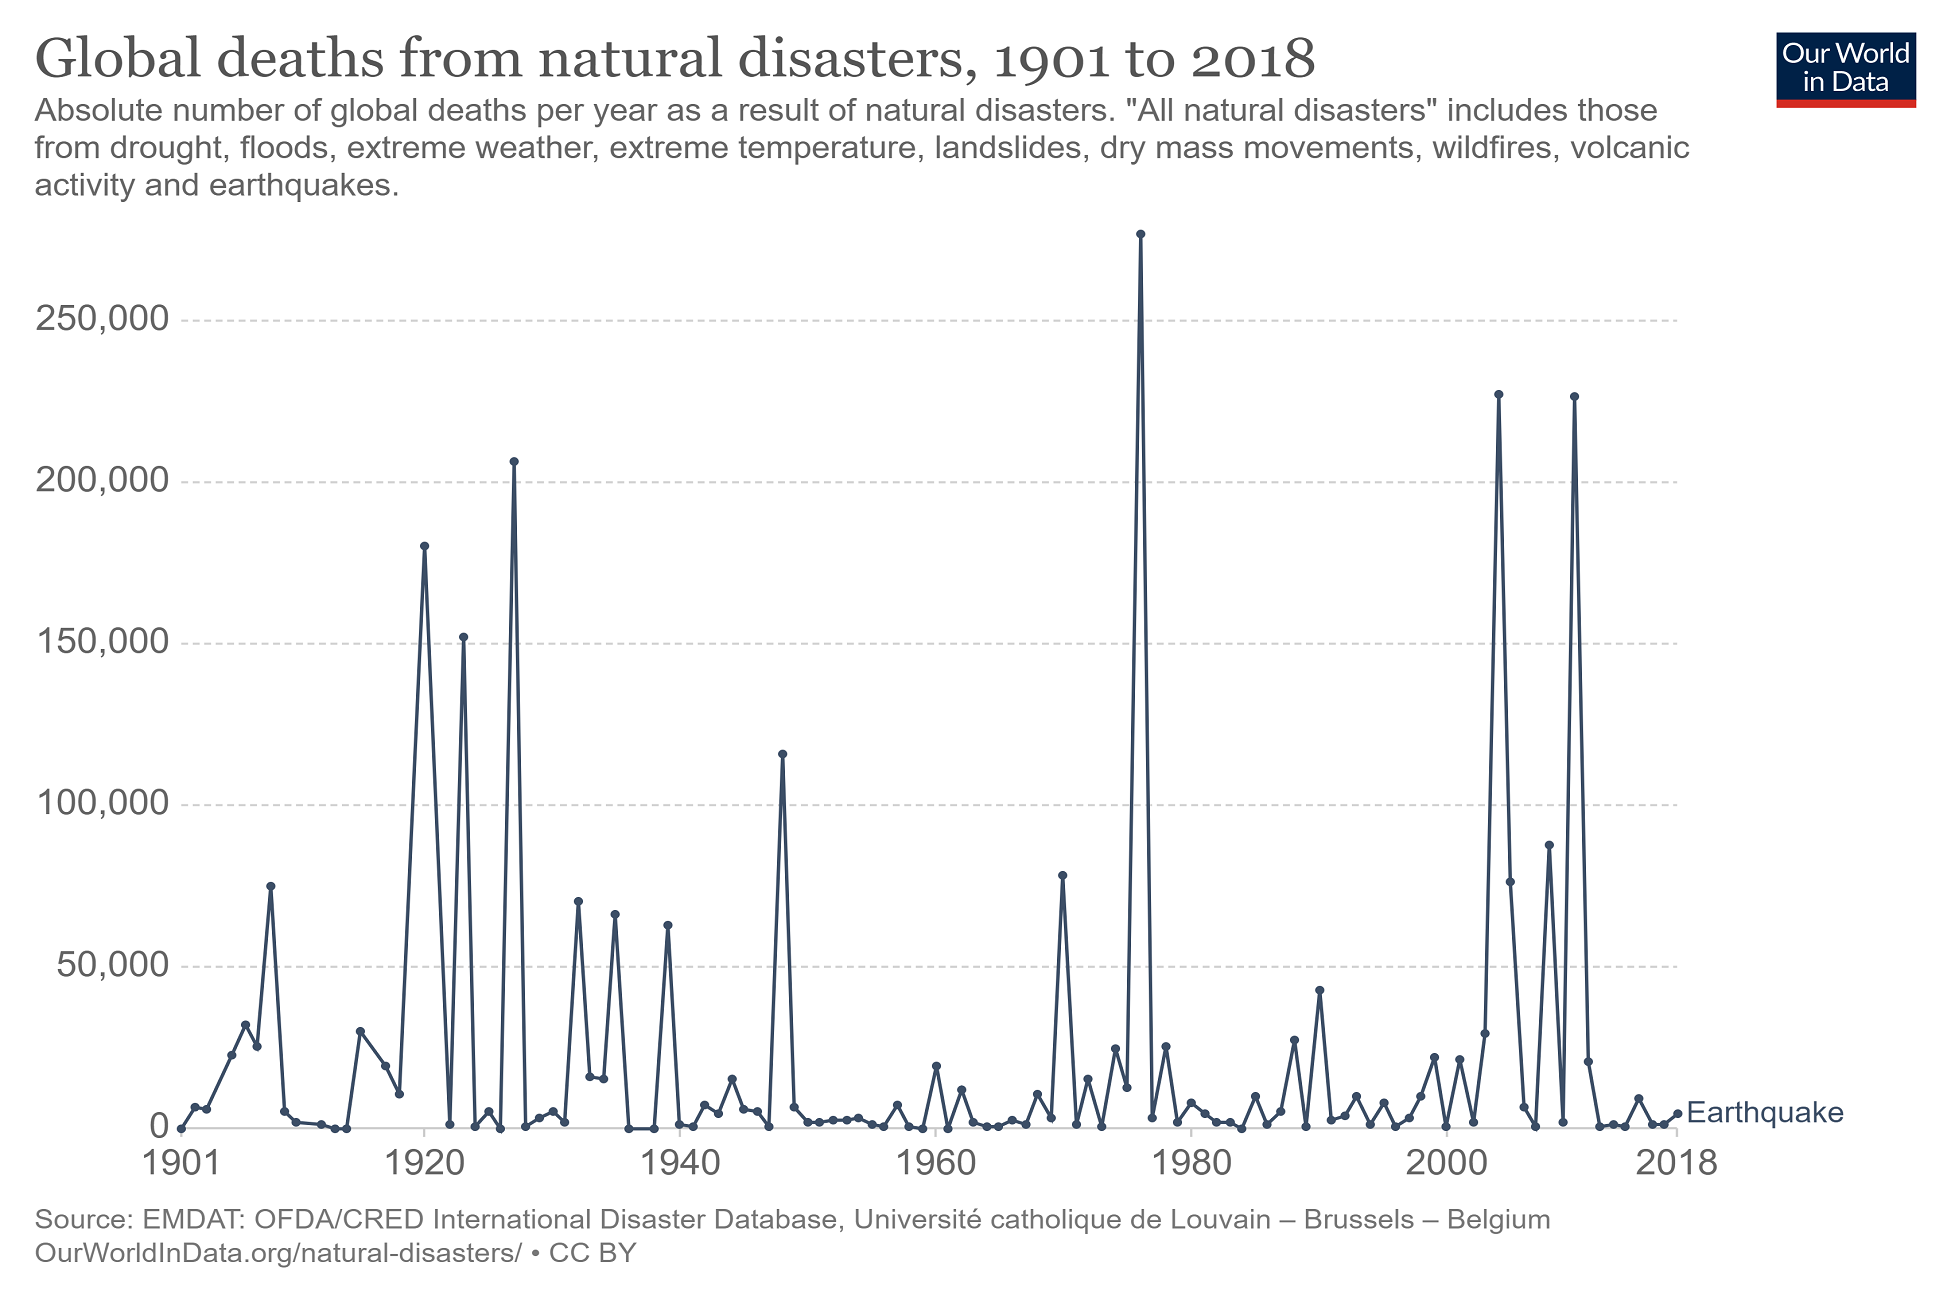 Global deaths from natural disasters, 1901 to 2018
Our World
in Data
Absolute number of global deaths per year as a result of natural disasters. "All natural disasters" includes those
from drought, floods, extreme weather, extreme temperature, landslides, dry mass movements, wildfires, volcanic
activity and earthquakes.
250,000
200,000
150,000
100,000
50,000
0
Earthquake
1901 1920 1940 1960 1980 2000 2018
Source: EMDAT: OFDA/CRED International Disaster Database, Université catholique de Louvain – Brussels – Belgium
OurWorldInData.org/natural-disasters/ • CC BY